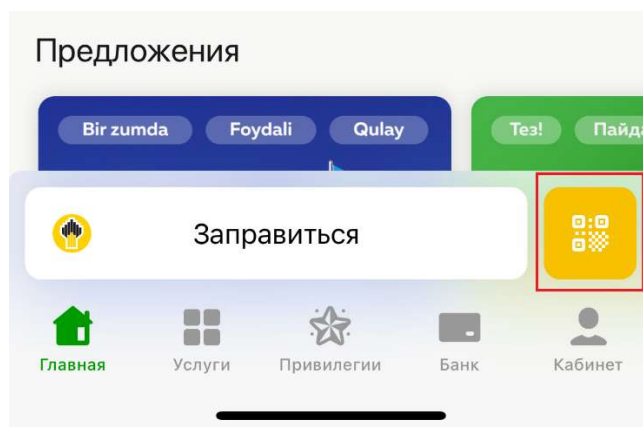 Предложения
Bir zumda Foydali Qulay Тез!
Заправиться
Главная Услуги Привилегии Банк Кабинет